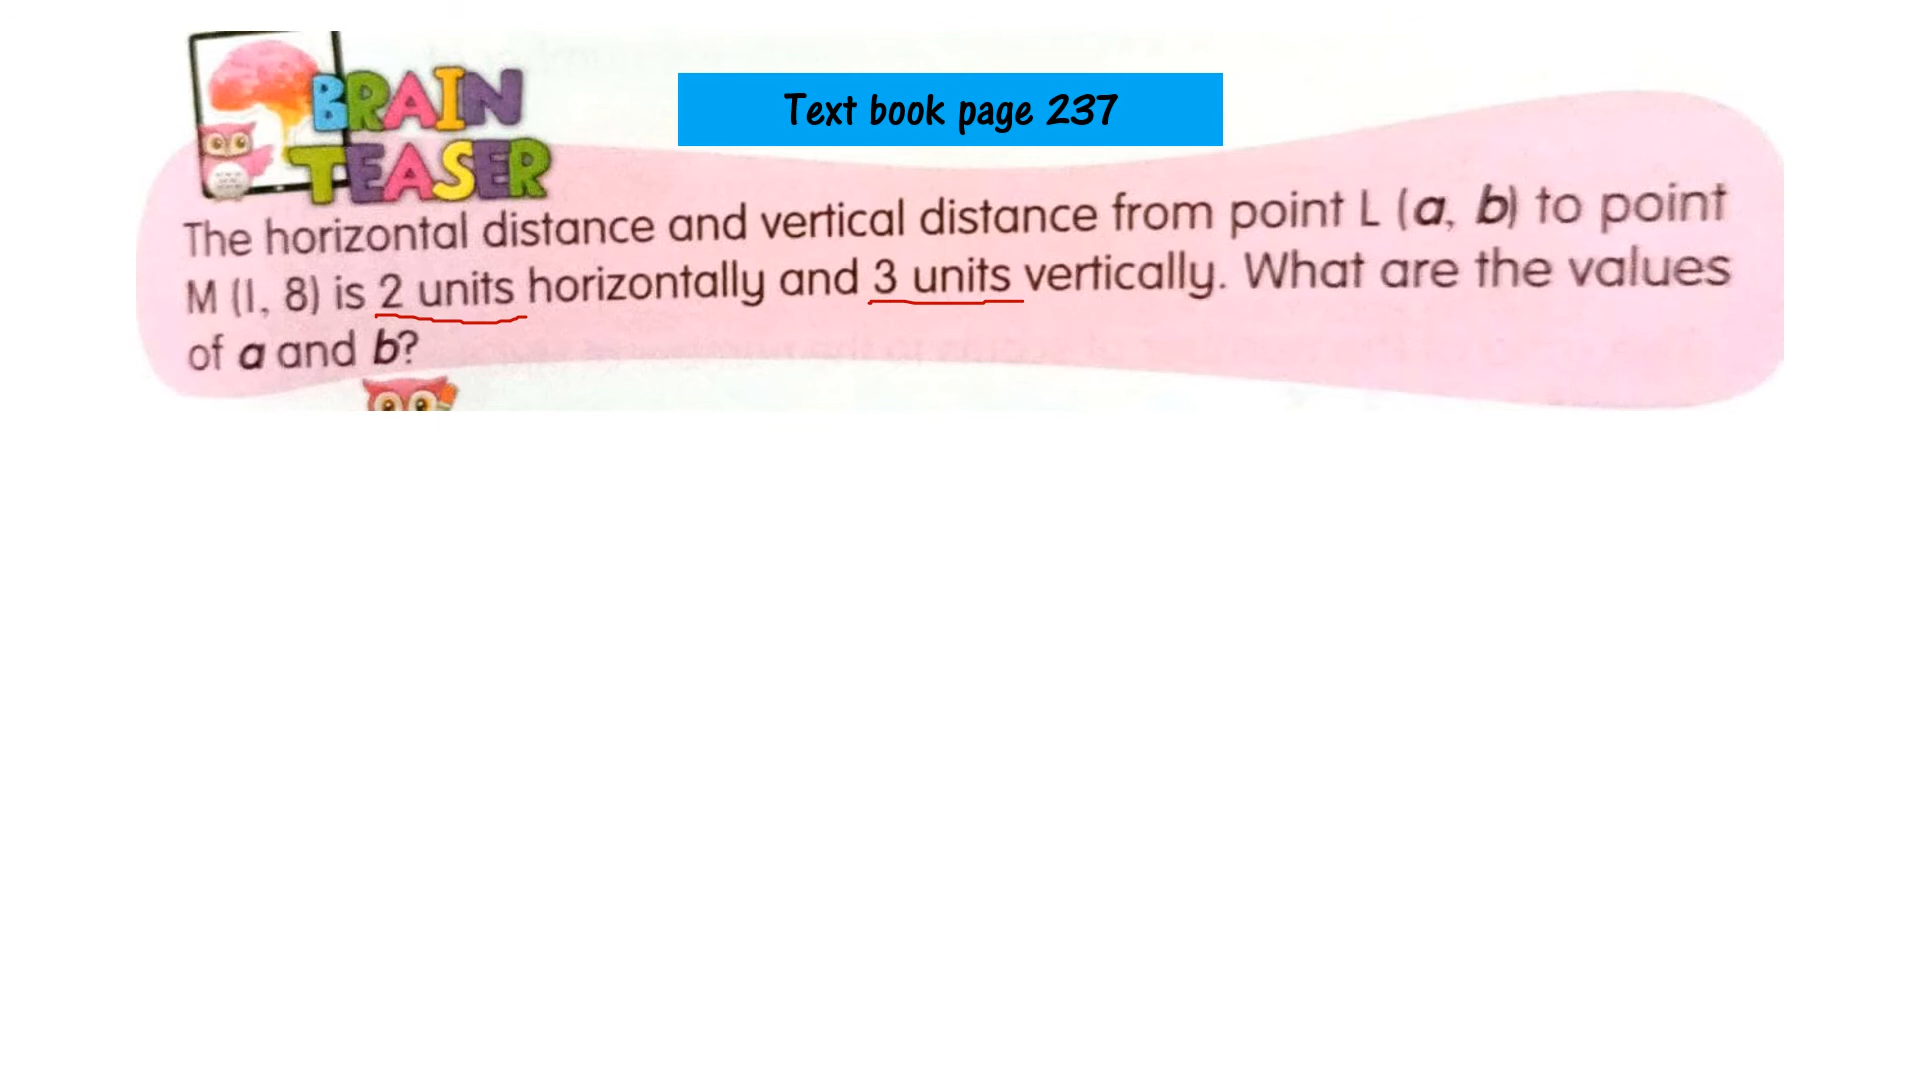 BRAIN
TEASER
Text book page 237
The horizontal distance and vertical distance from point L (a, b) to point
M (1, 8) is 2 units horizontally and 3 units vertically. What are the values
of a and b?